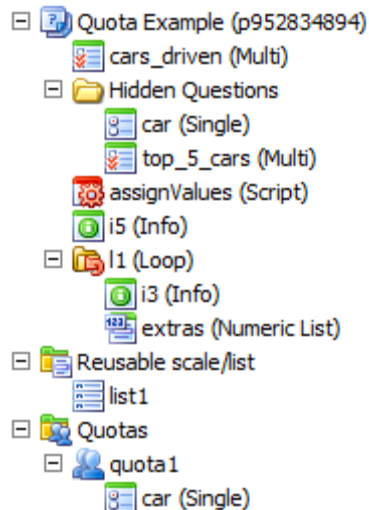 Quota Example (p952834894)
cars_driven (Multi)
Hidden Questions
car (Single)
top_5_cars (Multi)
assignValues (Script)
i5 (Info)
l1 (Loop)
i3 (Info)
extras (Numeric List)
Reusable scale/list
list1
Quotas
quota1
car (Single)